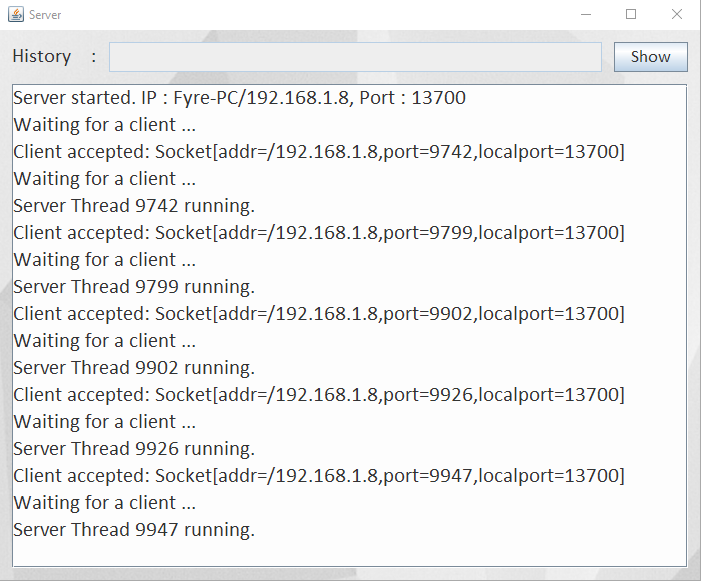 Server
History :
Show
Server started. IP : Fyre-PC/192.168.1.8, Port : 13700
Waiting for a client ...
Client accepted: Socket[addr=/192.168.1.8,port=9742,localport=13700]
Waiting for a client ...
Server Thread 9742 running.
Client accepted: Socket[addr=/192.168.1.8,port=9799,localport=13700]
Waiting for a client ...
Server Thread 9799 running.
Client accepted: Socket[addr=/192.168.1.8,port=9902,localport=13700]
Waiting for a client ...
Server Thread 9902 running.
Client accepted: Socket[addr=/192.168.1.8,port=9926,localport=13700]
Waiting for a client ...
Server Thread 9926 running.
Client accepted: Socket[addr=/192.168.1.8,port=9947,localport=13700]
Waiting for a client ...
Server Thread 9947 running.